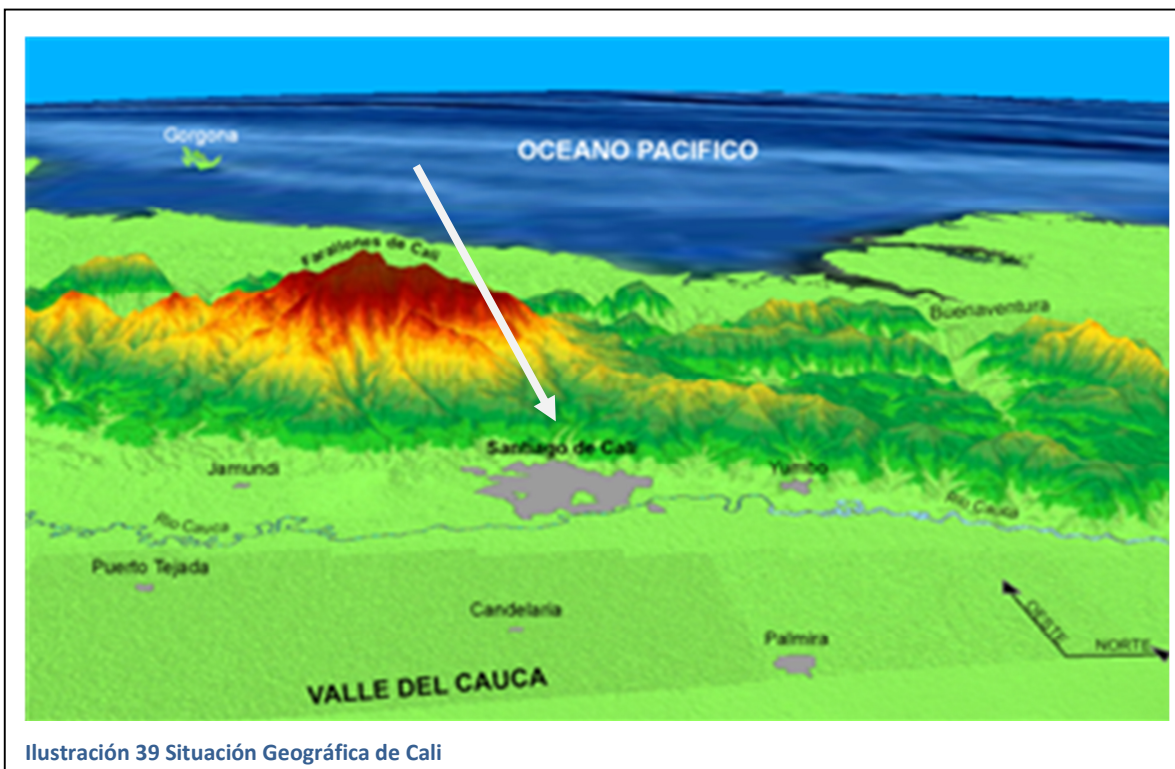 Gorgona
OCEANO PACIFICO
Farallones de Cali
Buenaventura
Santiago de Cali
Jamundi
Yumbo
Rio Cauca
Rio Cauca
Puerto Tejada
Candelaria
Palmira
OESTE
NORTE
VALLE DEL CAUCA
Ilustración 39 Situación Geográfica de Cali